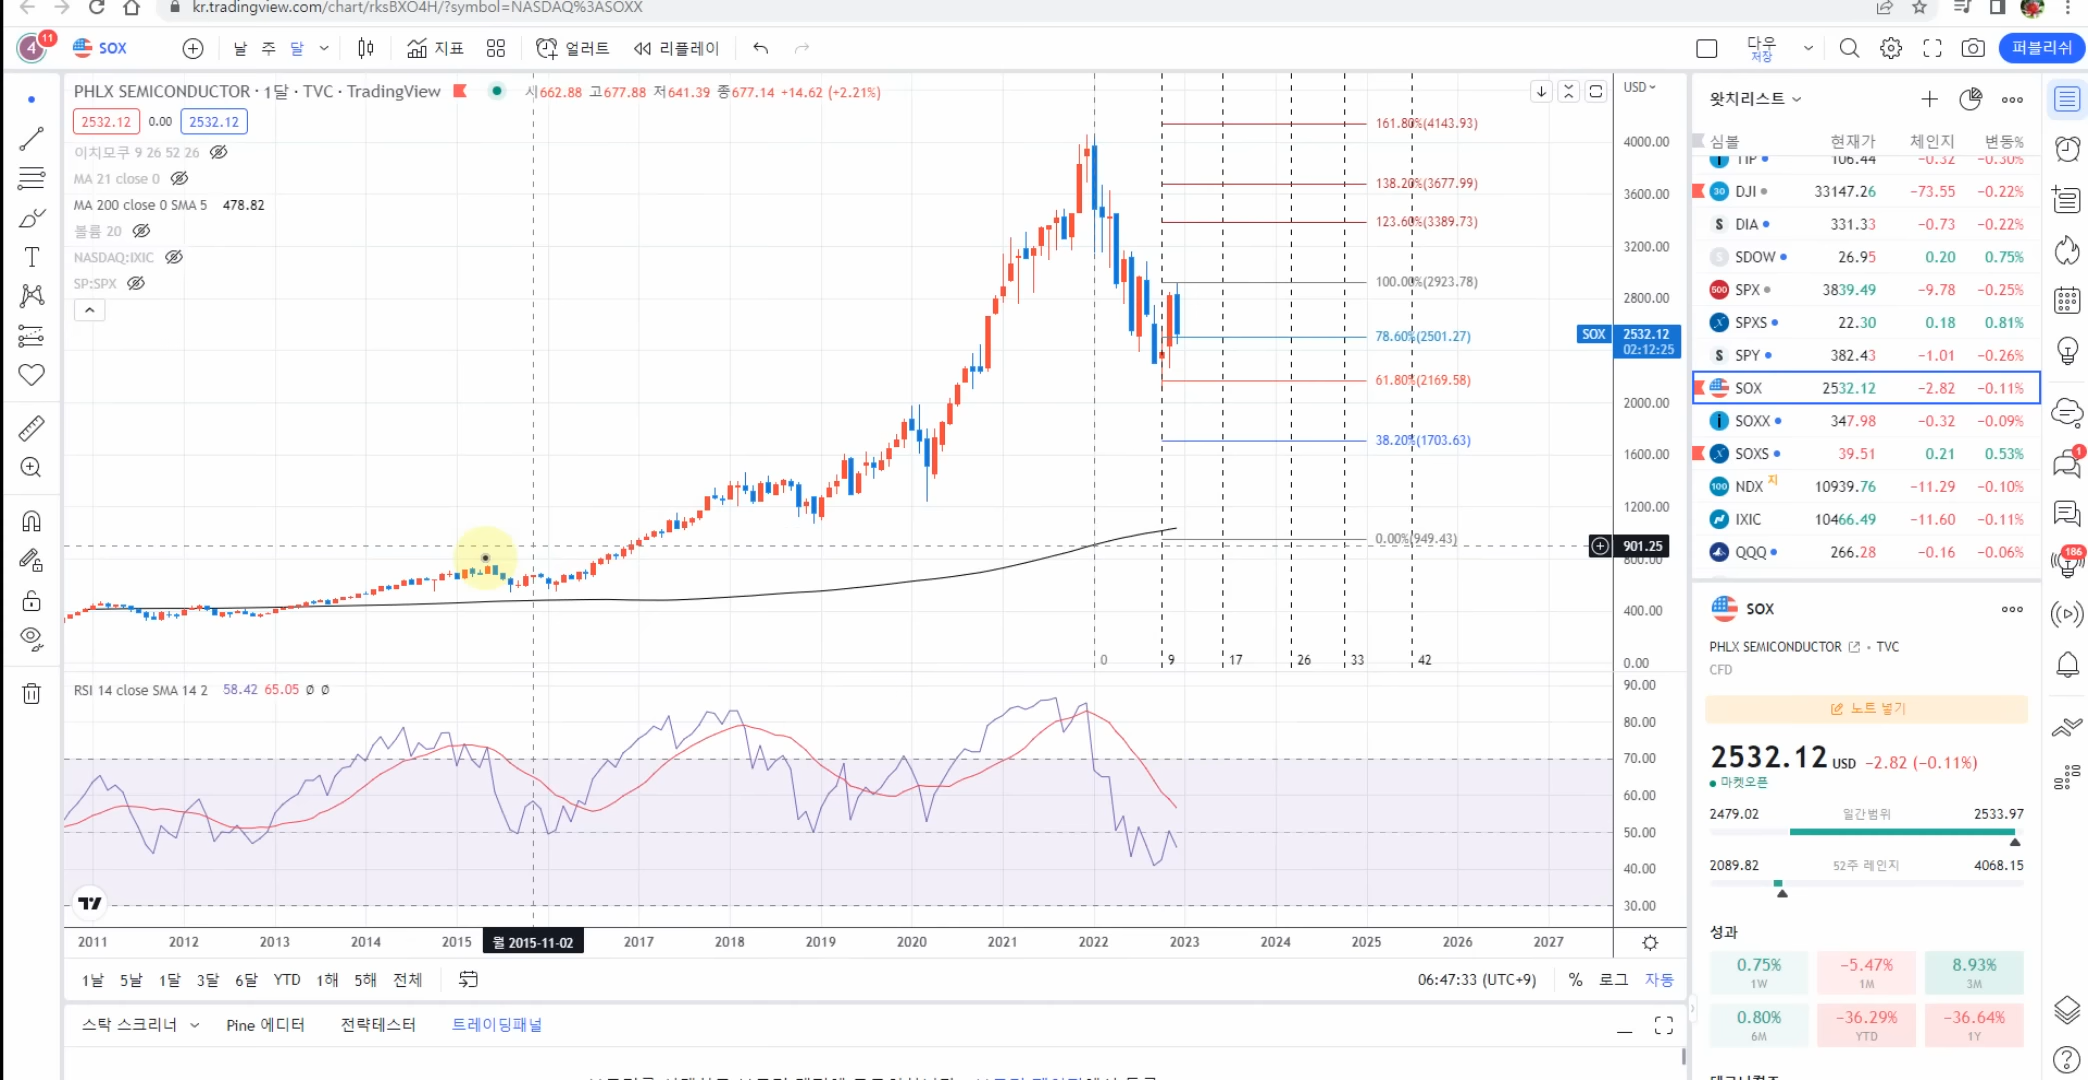 kr.tradingview.com/chart/rksBXO4H/?symbol=NASDAQ%3ASOXX
4 11 SOX 날 주 달 지표 얼러트 리플레이 다우 저장 퍼블리쉬
PHLX SEMICONDUCTOR · 1달 · TVC · TradingView 시662.88 고677.88 저641.39 종677.14 +14.62 (+2.21%)
2532.12 0.00 2532.12
이치모쿠 9 26 52 26
MA 21 close 0
MA 200 close 0 SMA 5 478.82
볼륨 20
NASDAQ:IXIC
SP:SPX
161.80%(4143.93)
138.20%(3677.99)
123.60%(3389.73)
100.00%(2923.78)
78.60%(2501.27)
61.80%(2169.58)
38.20%(1703.63)
0.00%(949.43)
0 9 17 26 33 42
USD
4000.00
3600.00
3200.00
2800.00
SOX 2532.12
02:12:25
2000.00
1600.00
1200.00
901.25
800.00
400.00
0.00
RSI 14 close SMA 14 2 58.42 65.05 Ø Ø
90.00
80.00
70.00
60.00
50.00
40.00
30.00
2011 2012 2013 2014 2015 월 2015-11-02 2017 2018 2019 2020 2021 2022 2023 2024 2025 2026 2027
1날 5날 1달 3달 6달 YTD 1해 5해 전체 06:47:33 (UTC+9) % 로그 자동
스탁 스크리너 Pine 에디터 전략테스터 트레이딩패널
왓치리스트
심볼 현재가 체인지 변동%
TIP 106.44 −0.32 −0.30%
30 DJI 33147.26 −73.55 −0.22%
S DIA 331.33 −0.73 −0.22%
S SDOW 26.95 0.20 0.75%
500 SPX 3839.49 −9.78 −0.25%
SPXS 22.30 0.18 0.81%
S SPY 382.43 −1.01 −0.26%
SOX 2532.12 −2.82 −0.11%
SOXX 347.98 −0.32 −0.09%
SOXS 39.51 0.21 0.53%
100 NDX 지 10939.76 −11.29 −0.10%
IXIC 10466.49 −11.60 −0.11%
QQQ 266.28 −0.16 −0.06%
SOX
PHLX SEMICONDUCTOR • TVC
CFD
노트 넣기
2532.12 USD −2.82 (−0.11%)
마켓오픈
2479.02 일간범위 2533.97
2089.82 52주 레인지 4068.15
성과
0.75% −5.47% 8.93%
1W 1M 3M
0.80% −36.29% −36.64%
6M YTD 1Y
1
186